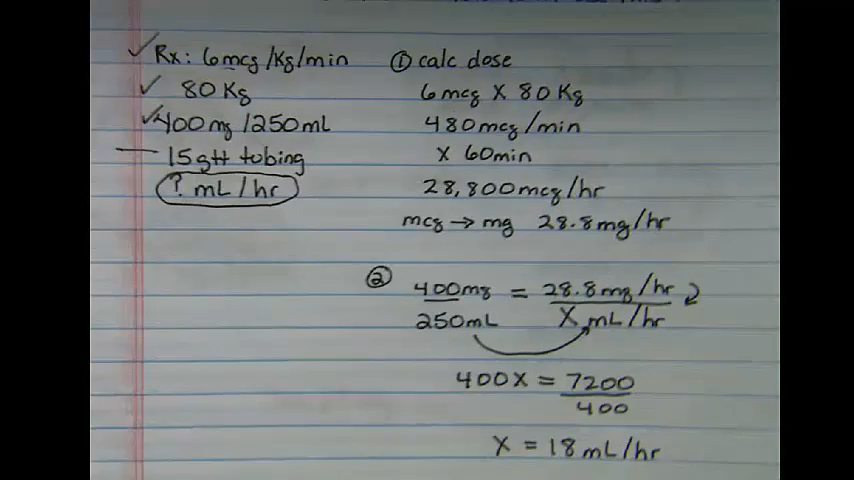 Rx: 6mcg/Kg/min
80 Kg
400mg/250mL
15gtt tubing
? mL/hr
① calc dose
6mcg X 80Kg
480mcg/min
x 60min
28,800mcg/hr
mcg → mg 28.8mg/hr
② 400mg = 28.8mg/hr
250mL X mL/hr
400X = 7200
400
X = 18mL/hr